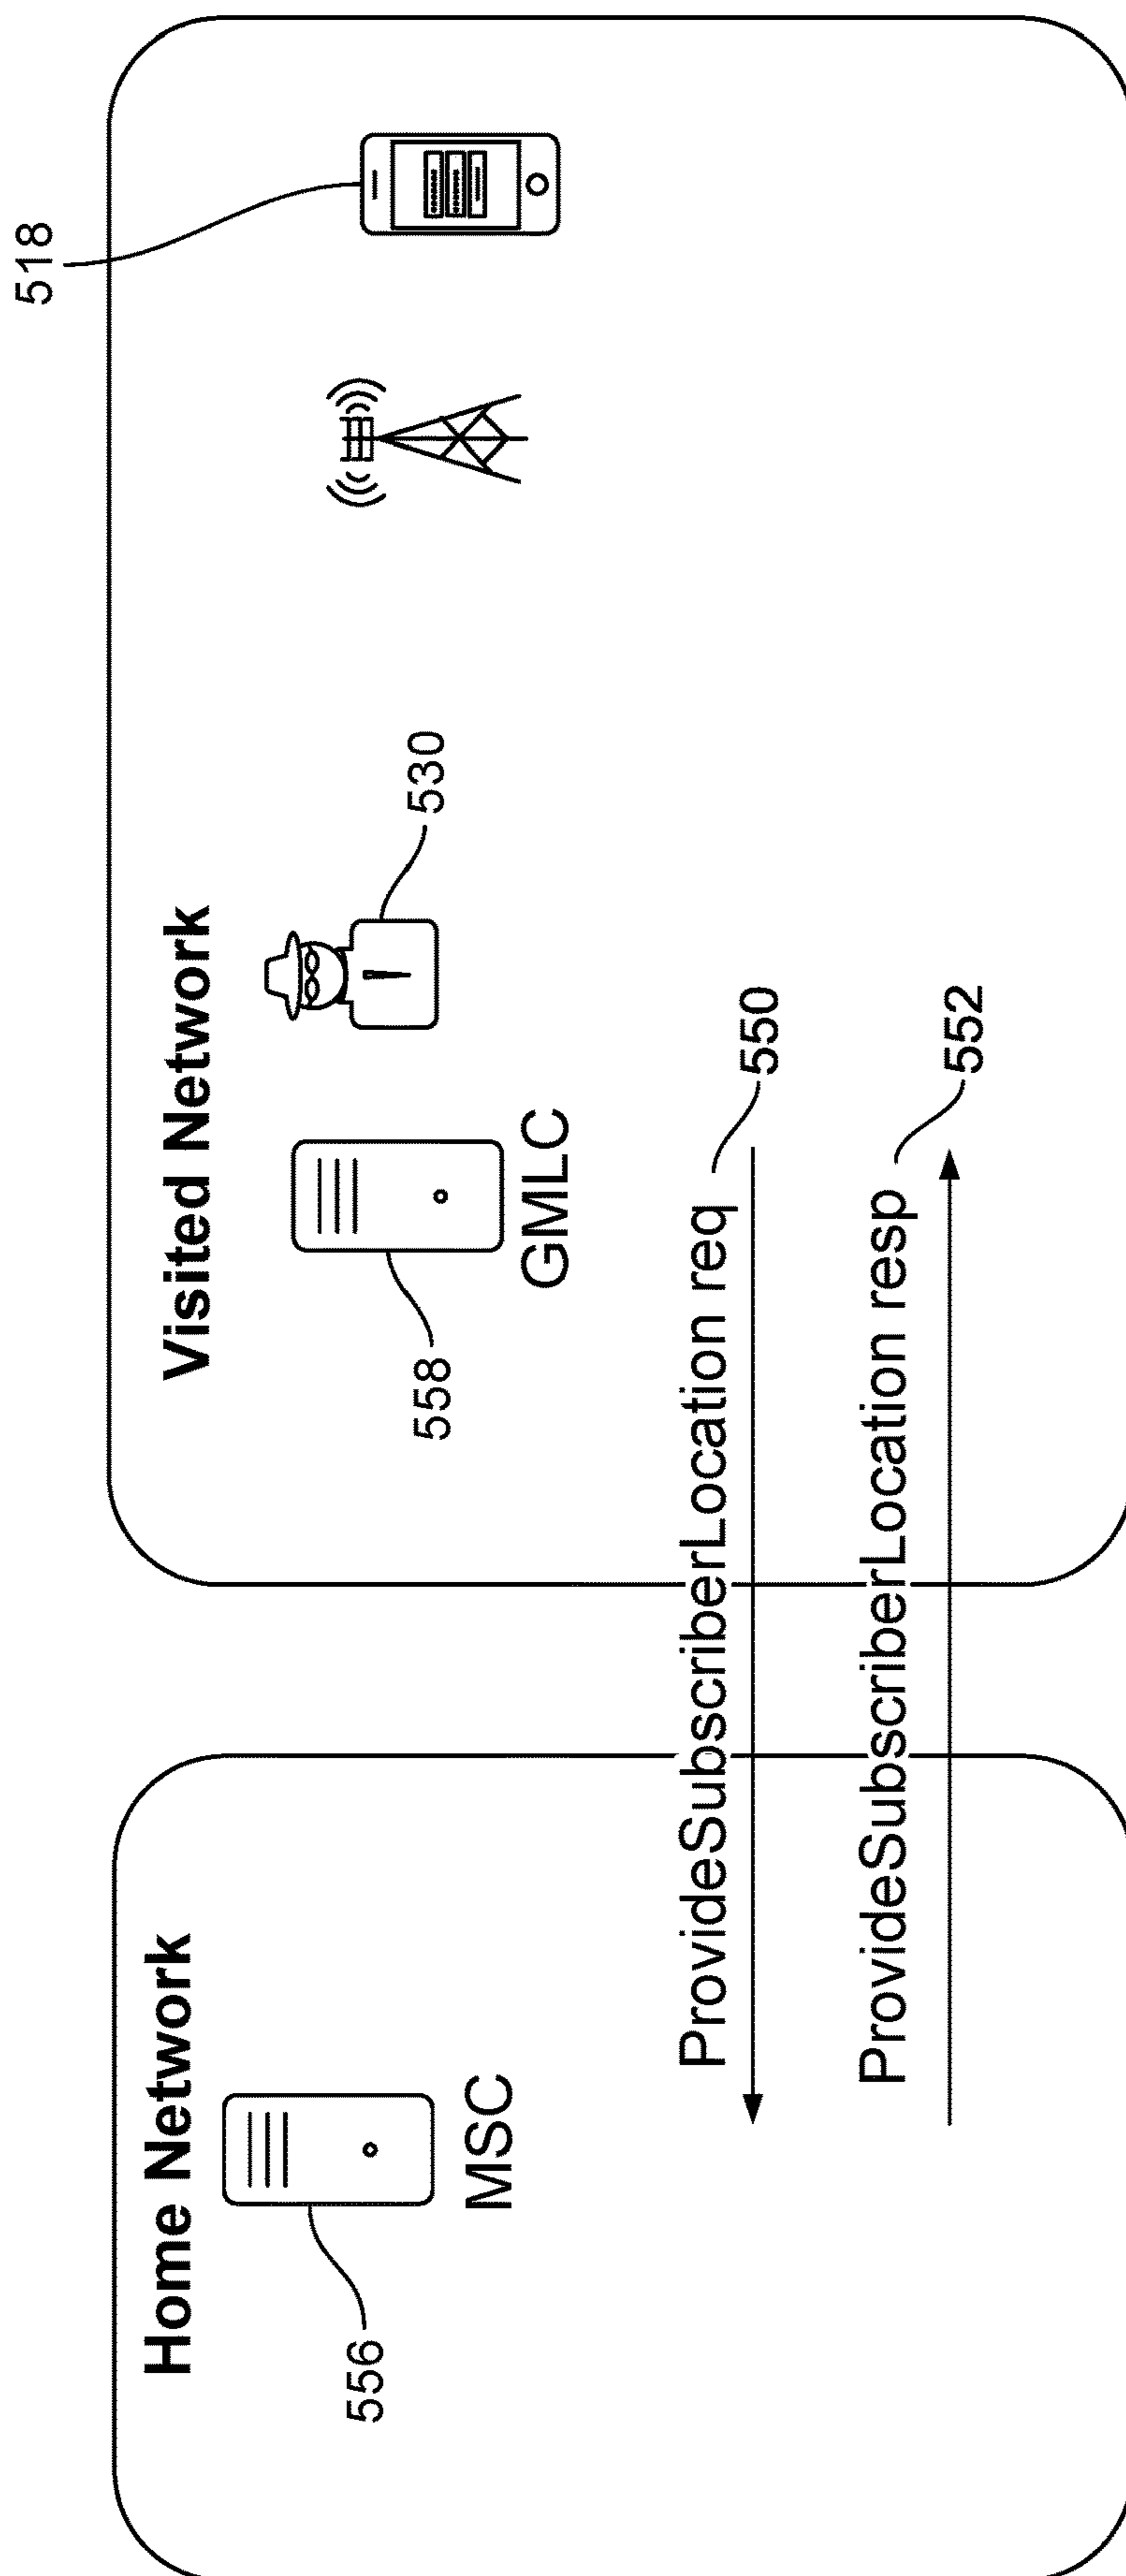 Home Network
Visited Network
518
530
556
MSC
558
GMLC
ProvideSubscriberLocation req
550
ProvideSubscriberLocation resp
552